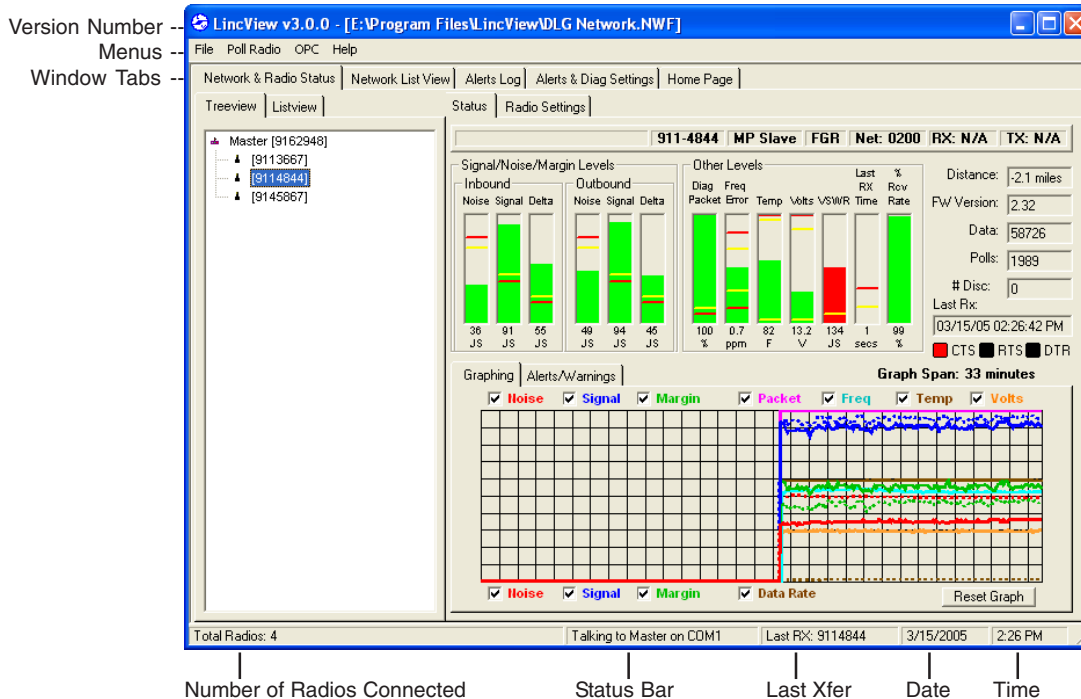 Version Number
LincView v3.0.0 - [E:\Program Files\LincView\DLG Network.NWF]
Menus
File Poll Radio OPC Help
Window Tabs
Network & Radio Status Network List View Alerts Log Alerts & Diag Settings Home Page
Treeview Listview
Status Radio Settings
Master [9162948]
[9113667]
[9114844]
[9145867]
911-4844 MP Slave FGR Net: 0200 RX: N/A TX: N/A
Signal/Noise/Margin Levels
Inbound
Noise Signal Delta
36 JS 91 JS 55 JS
Outbound
Noise Signal Delta
49 JS 94 JS 45 JS
Other Levels
Diag Packet Freq Error Temp Volts VSWR Last RX Time % Rcv Rate
100 % 0.7 ppm 82 F 13.2 V 134 JS 1 secs 99 %
Distance: -2.1 miles
FW Version: 2.32
Data: 58726
Polls: 1989
# Disc: 0
Last Rx:
03/15/05 02:26:42 PM
CTS RTS DTR
Graphing Alerts/Warnings
Graph Span: 33 minutes
Noise Signal Margin Packet Freq Temp Volts
Noise Signal Margin Data Rate
Reset Graph
Total Radios: 4 Talking to Master on COM1 Last RX: 9114844 3/15/2005 2:26 PM
Number of Radios Connected Status Bar Last Xfer Date Time